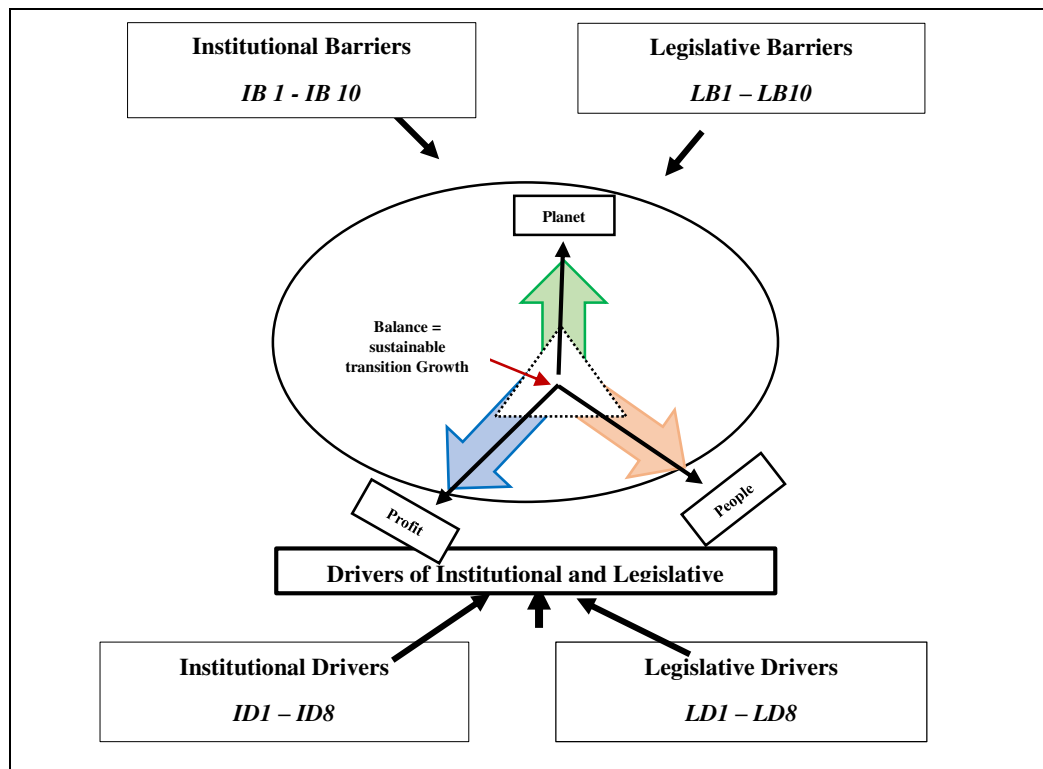 Institutional Barriers
IB 1 - IB 10
Legislative Barriers
LB1 – LB10
Planet
Balance =
sustainable
transition Growth
Profit
People
Drivers of Institutional and Legislative
Institutional Drivers
ID1 – ID8
Legislative Drivers
LD1 – LD8